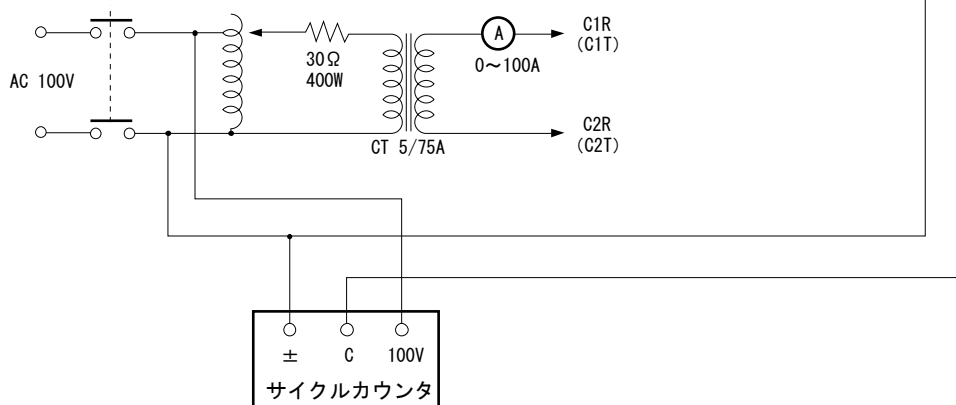 AC 100V
30Ω
400W
CT 5/75A
A
0～100A
C1R
(C1T)
C2R
(C2T)
± C 100V
サイクルカウンタ